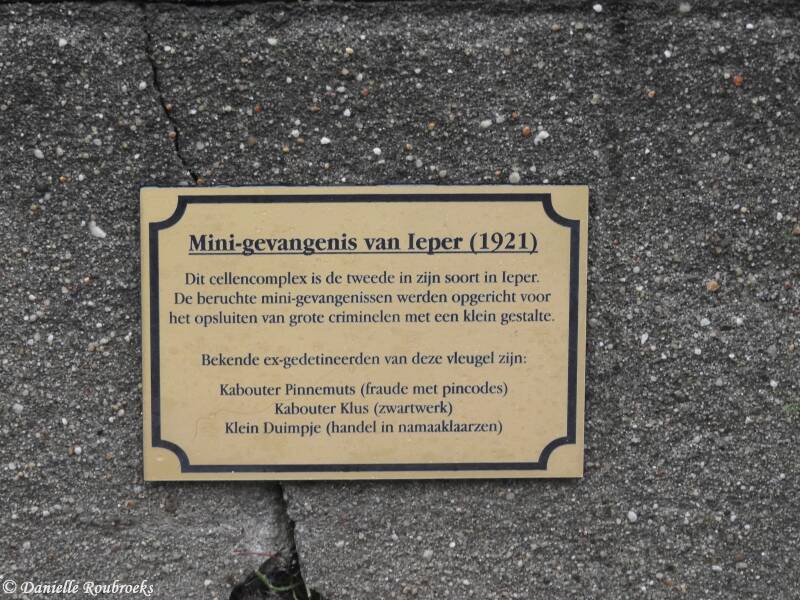 Mini-gevangenis van Ieper (1921)
Dit cellencomplex is de tweede in zijn soort in Ieper.
De beruchte mini-gevangenissen werden opgericht voor
het opsluiten van grote criminelen met een klein gestalte.
Bekende ex-gedetineerden van deze vleugel zijn:
Kabouter Pinnemuts (fraude met pincodes)
Kabouter Klus (zwartwerk)
Klein Duimpje (handel in namaaklaarzen)
© Danielle Roubroeks